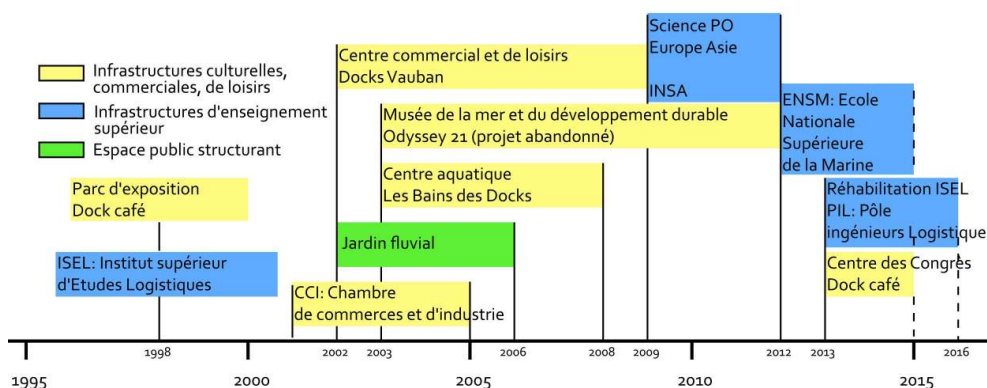 Infrastructures culturelles,
commerciales, de loisirs
Infrastructures d'enseignement
supérieur
Espace public structurant
Centre commercial et de loisirs
Docks Vauban
Science PO
Europe Asie
INSA
Musée de la mer et du développement durable
Odyssey 21 (projet abandonné)
ENSM: Ecole
Nationale
Supérieure
de la Marine
Parc d'exposition
Dock café
Centre aquatique
Les Bains des Docks
Réhabilitation ISEL
PIL: Pôle
ingénieurs Logistique
Jardin fluvial
ISEL: Institut supérieur
d'Etudes Logistiques
CCI: Chambre
de commerces et d'industrie
Centre des Congrès
Dock café
1998 2002 2003 2006 2008 2009 2012 2013 2016
1995 2000 2005 2010 2015